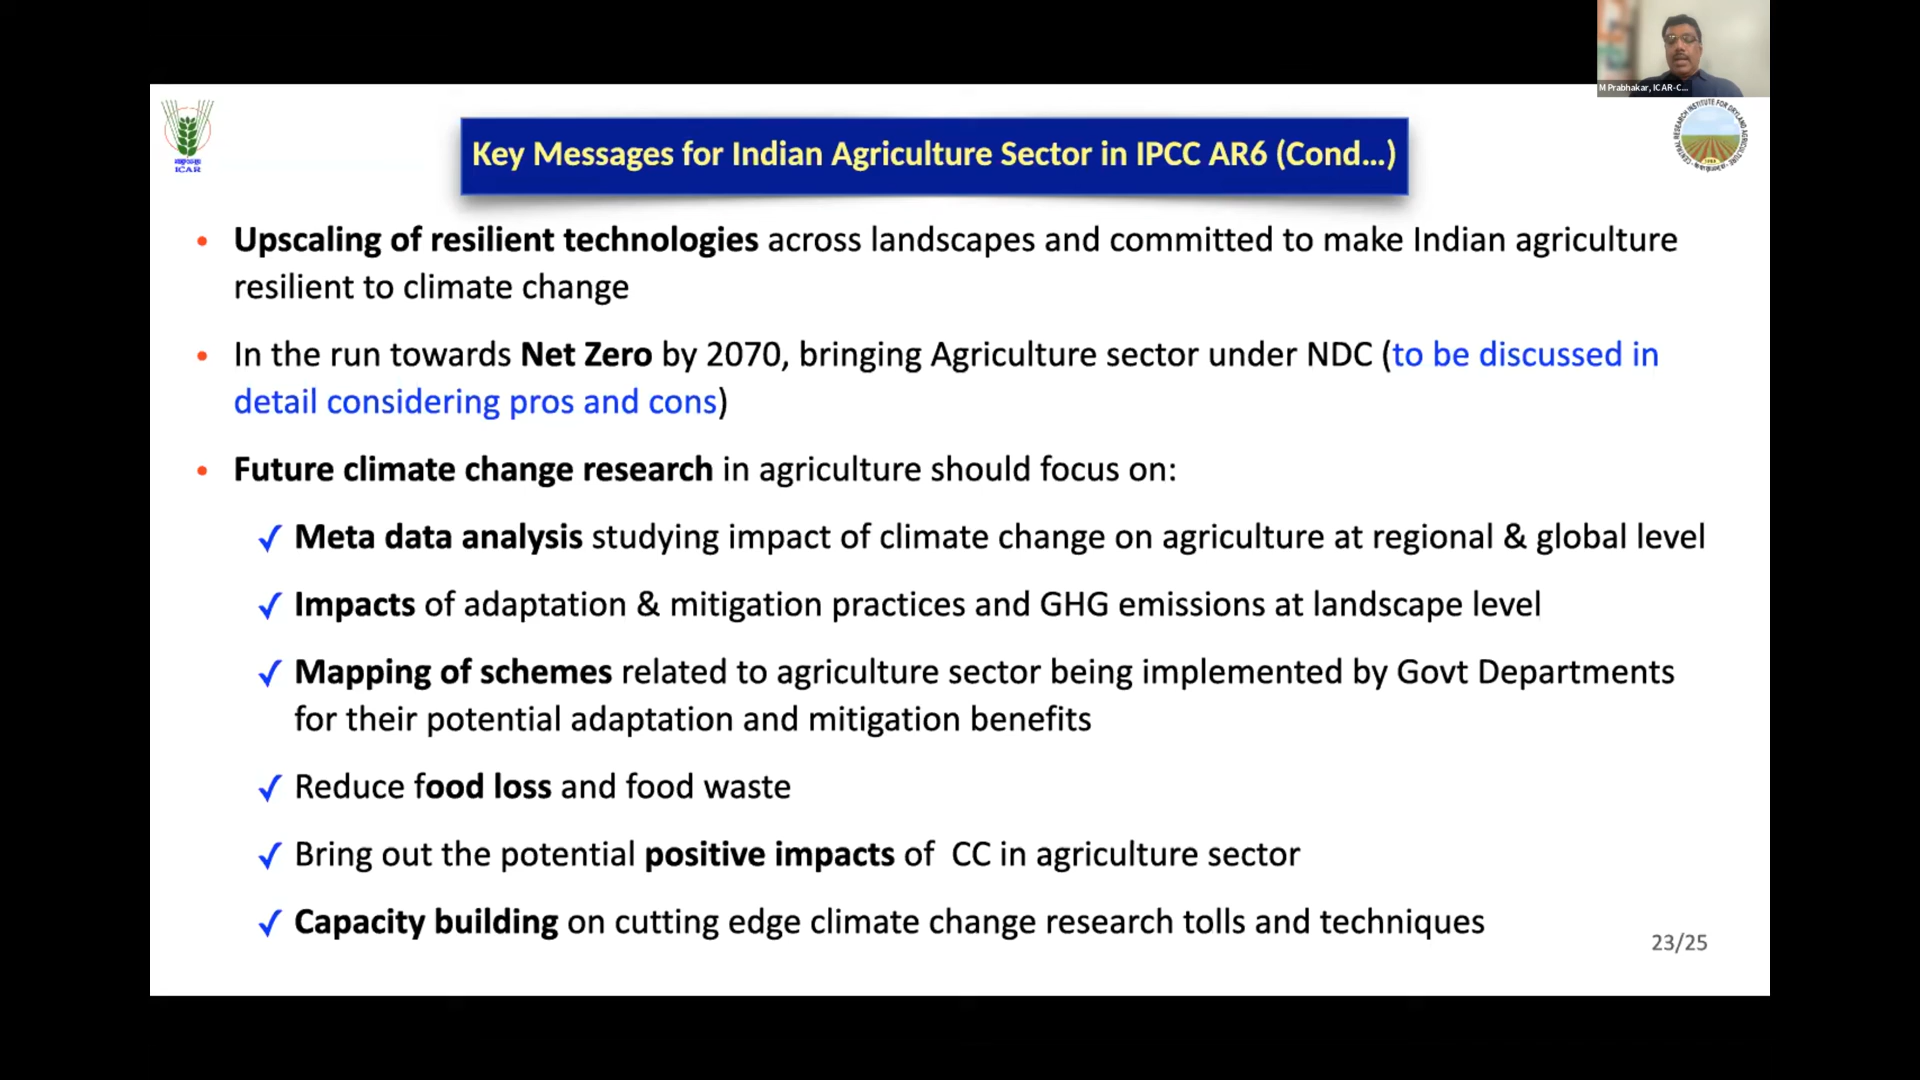 M Prabhakar, ICAR-C...
ICAR
CENTRAL RESEARCH INSTITUTE FOR DRYLAND AGRICULTURE
Key Messages for Indian Agriculture Sector in IPCC AR6 (Cond...)
• Upscaling of resilient technologies across landscapes and committed to make Indian agriculture
resilient to climate change
• In the run towards Net Zero by 2070, bringing Agriculture sector under NDC (to be discussed in
detail considering pros and cons)
• Future climate change research in agriculture should focus on:
✓ Meta data analysis studying impact of climate change on agriculture at regional & global level
✓ Impacts of adaptation & mitigation practices and GHG emissions at landscape level
✓ Mapping of schemes related to agriculture sector being implemented by Govt Departments
for their potential adaptation and mitigation benefits
✓ Reduce food loss and food waste
✓ Bring out the potential positive impacts of CC in agriculture sector
✓ Capacity building on cutting edge climate change research tolls and techniques
23/25